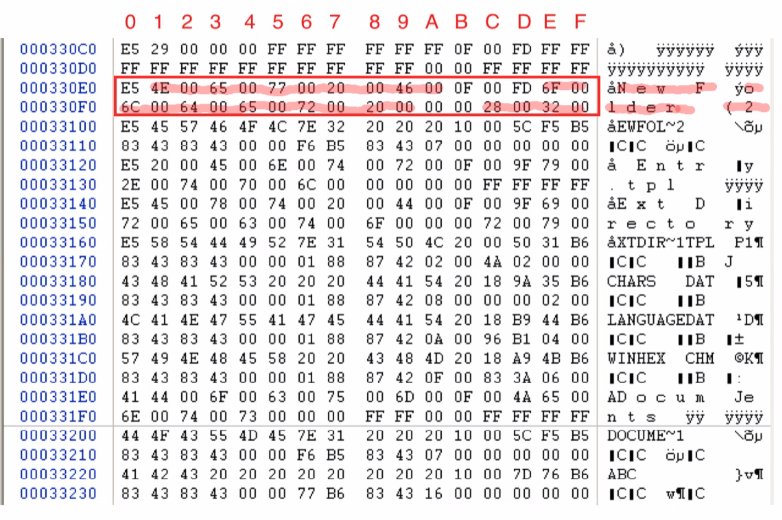 0 1 2 3 4 5 6 7 8 9 A B C D E F
000330C0 E5 29 00 00 00 FF FF FF FF FF FF 0F 00 FD FF FF å) ÿÿÿÿÿÿ ÿÿÿ
000330D0 FF FF FF FF FF FF FF FF FF FF 00 00 FF FF FF FF ÿÿÿÿÿÿÿÿÿÿ ÿÿÿÿ
000330E0 E5 4E 00 65 00 77 00 20 00 46 00 0F 00 FD 6F 00 åN e w F ýo
000330F0 6C 00 64 00 65 00 72 00 20 00 00 00 28 00 32 00 l d e r ( 2
00033100 E5 45 57 46 4F 4C 7E 32 20 20 20 10 00 5C F5 B5 åEWFOL~2 \õµ
00033110 83 43 83 43 00 00 F6 B5 83 43 07 00 00 00 00 00 ▮C▮C öµ▮C
00033120 E5 20 00 45 00 6E 00 74 00 72 00 0F 00 9F 79 00 å E n t r ▮y
00033130 2E 00 74 00 70 00 6C 00 00 00 00 00 FF FF FF FF . t p l ÿÿÿÿ
00033140 E5 45 00 78 00 74 00 20 00 44 00 0F 00 9F 69 00 åE x t D ▮i
00033150 72 00 65 00 63 00 74 00 6F 00 00 00 72 00 79 00 r e c t o r y
00033160 E5 58 54 44 49 52 7E 31 54 50 4C 20 00 50 31 B6 åXTDIR~1TPL P1¶
00033170 83 43 83 43 00 00 01 88 87 42 02 00 4A 02 00 00 ▮C▮C ▮▮B J
00033180 43 48 41 52 53 20 20 20 44 41 54 20 18 9A 35 B6 CHARS DAT ▮5¶
00033190 83 43 83 43 00 00 01 88 87 42 08 00 00 00 02 00 ▮C▮C ▮▮B
000331A0 4C 41 4E 47 55 41 47 45 44 41 54 20 18 B9 44 B6 LANGUAGEDAT ¹D¶
000331B0 83 43 83 43 00 00 01 88 87 42 0A 00 96 B1 04 00 ▮C▮C ▮▮B ▮±
000331C0 57 49 4E 48 45 58 20 20 43 48 4D 20 18 A9 4B B6 WINHEX CHM ©K¶
000331D0 83 43 83 43 00 00 01 88 87 42 0F 00 83 3A 06 00 ▮C▮C ▮▮B ▮:
000331E0 41 44 00 6F 00 63 00 75 00 6D 00 0F 00 4A 65 00 AD o c u m Je
000331F0 6E 00 74 00 73 00 00 00 FF FF 00 00 FF FF FF FF n t s ÿÿ ÿÿÿÿ
00033200 44 4F 43 55 4D 45 7E 31 20 20 20 10 00 5C F5 B5 DOCUME~1 \õµ
00033210 83 43 83 43 00 00 F6 B5 83 43 07 00 00 00 00 00 ▮C▮C öµ▮C
00033220 41 42 43 20 20 20 20 20 20 20 20 10 00 7D 76 B6 ABC }v¶
00033230 83 43 83 43 00 00 77 B6 83 43 16 00 00 00 00 00 ▮C▮C w¶▮C